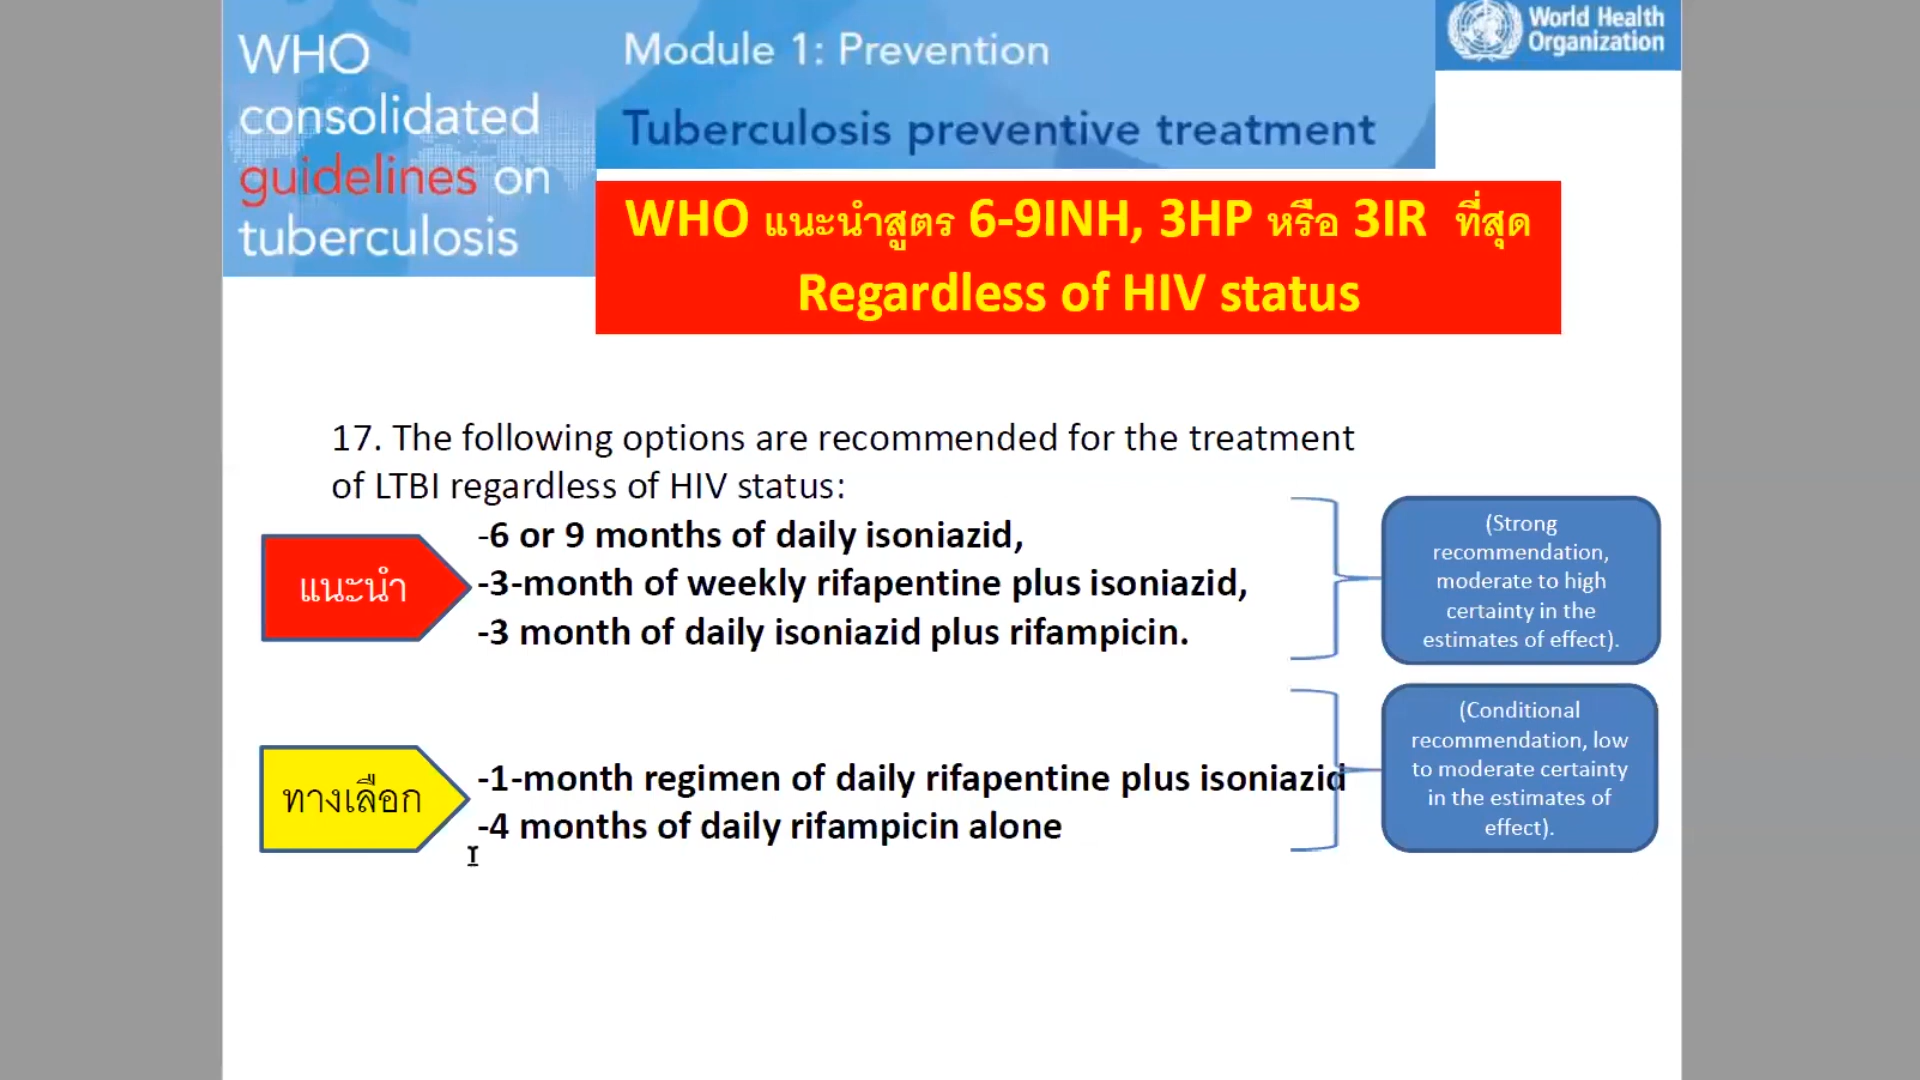 WHO
consolidated
guidelines on
tuberculosis
Module 1: Prevention
Tuberculosis preventive treatment
World Health
Organization
WHO แนะนำสูตร 6-9INH, 3HP หรือ 3IR ที่สุด
Regardless of HIV status
17. The following options are recommended for the treatment
of LTBI regardless of HIV status:
แนะนำ
-6 or 9 months of daily isoniazid,
-3-month of weekly rifapentine plus isoniazid,
-3 month of daily isoniazid plus rifampicin.
(Strong
recommendation,
moderate to high
certainty in the
estimates of effect).
ทางเลือก
-1-month regimen of daily rifapentine plus isoniazid
-4 months of daily rifampicin alone
(Conditional
recommendation, low
to moderate certainty
in the estimates of
effect).